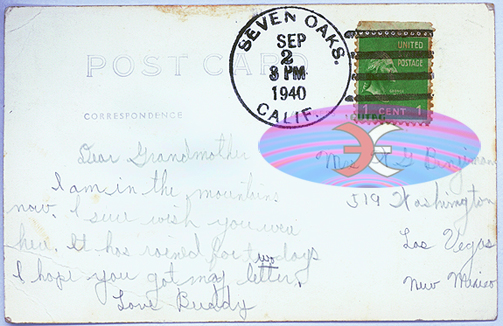 SEVEN OAKS.
SEP
2
3 PM
1940
CALIF.
UNITED
POSTAGE
1 CENT 1
POST CARD
CORRESPONDENCE
Dear Grandmother
I am in the mountains
now. I sure wish you were
here. It has rained for two days
I hope you got my letter.
Love Buddy
Mrs
519 Washington
Las Vegas
New Mexico